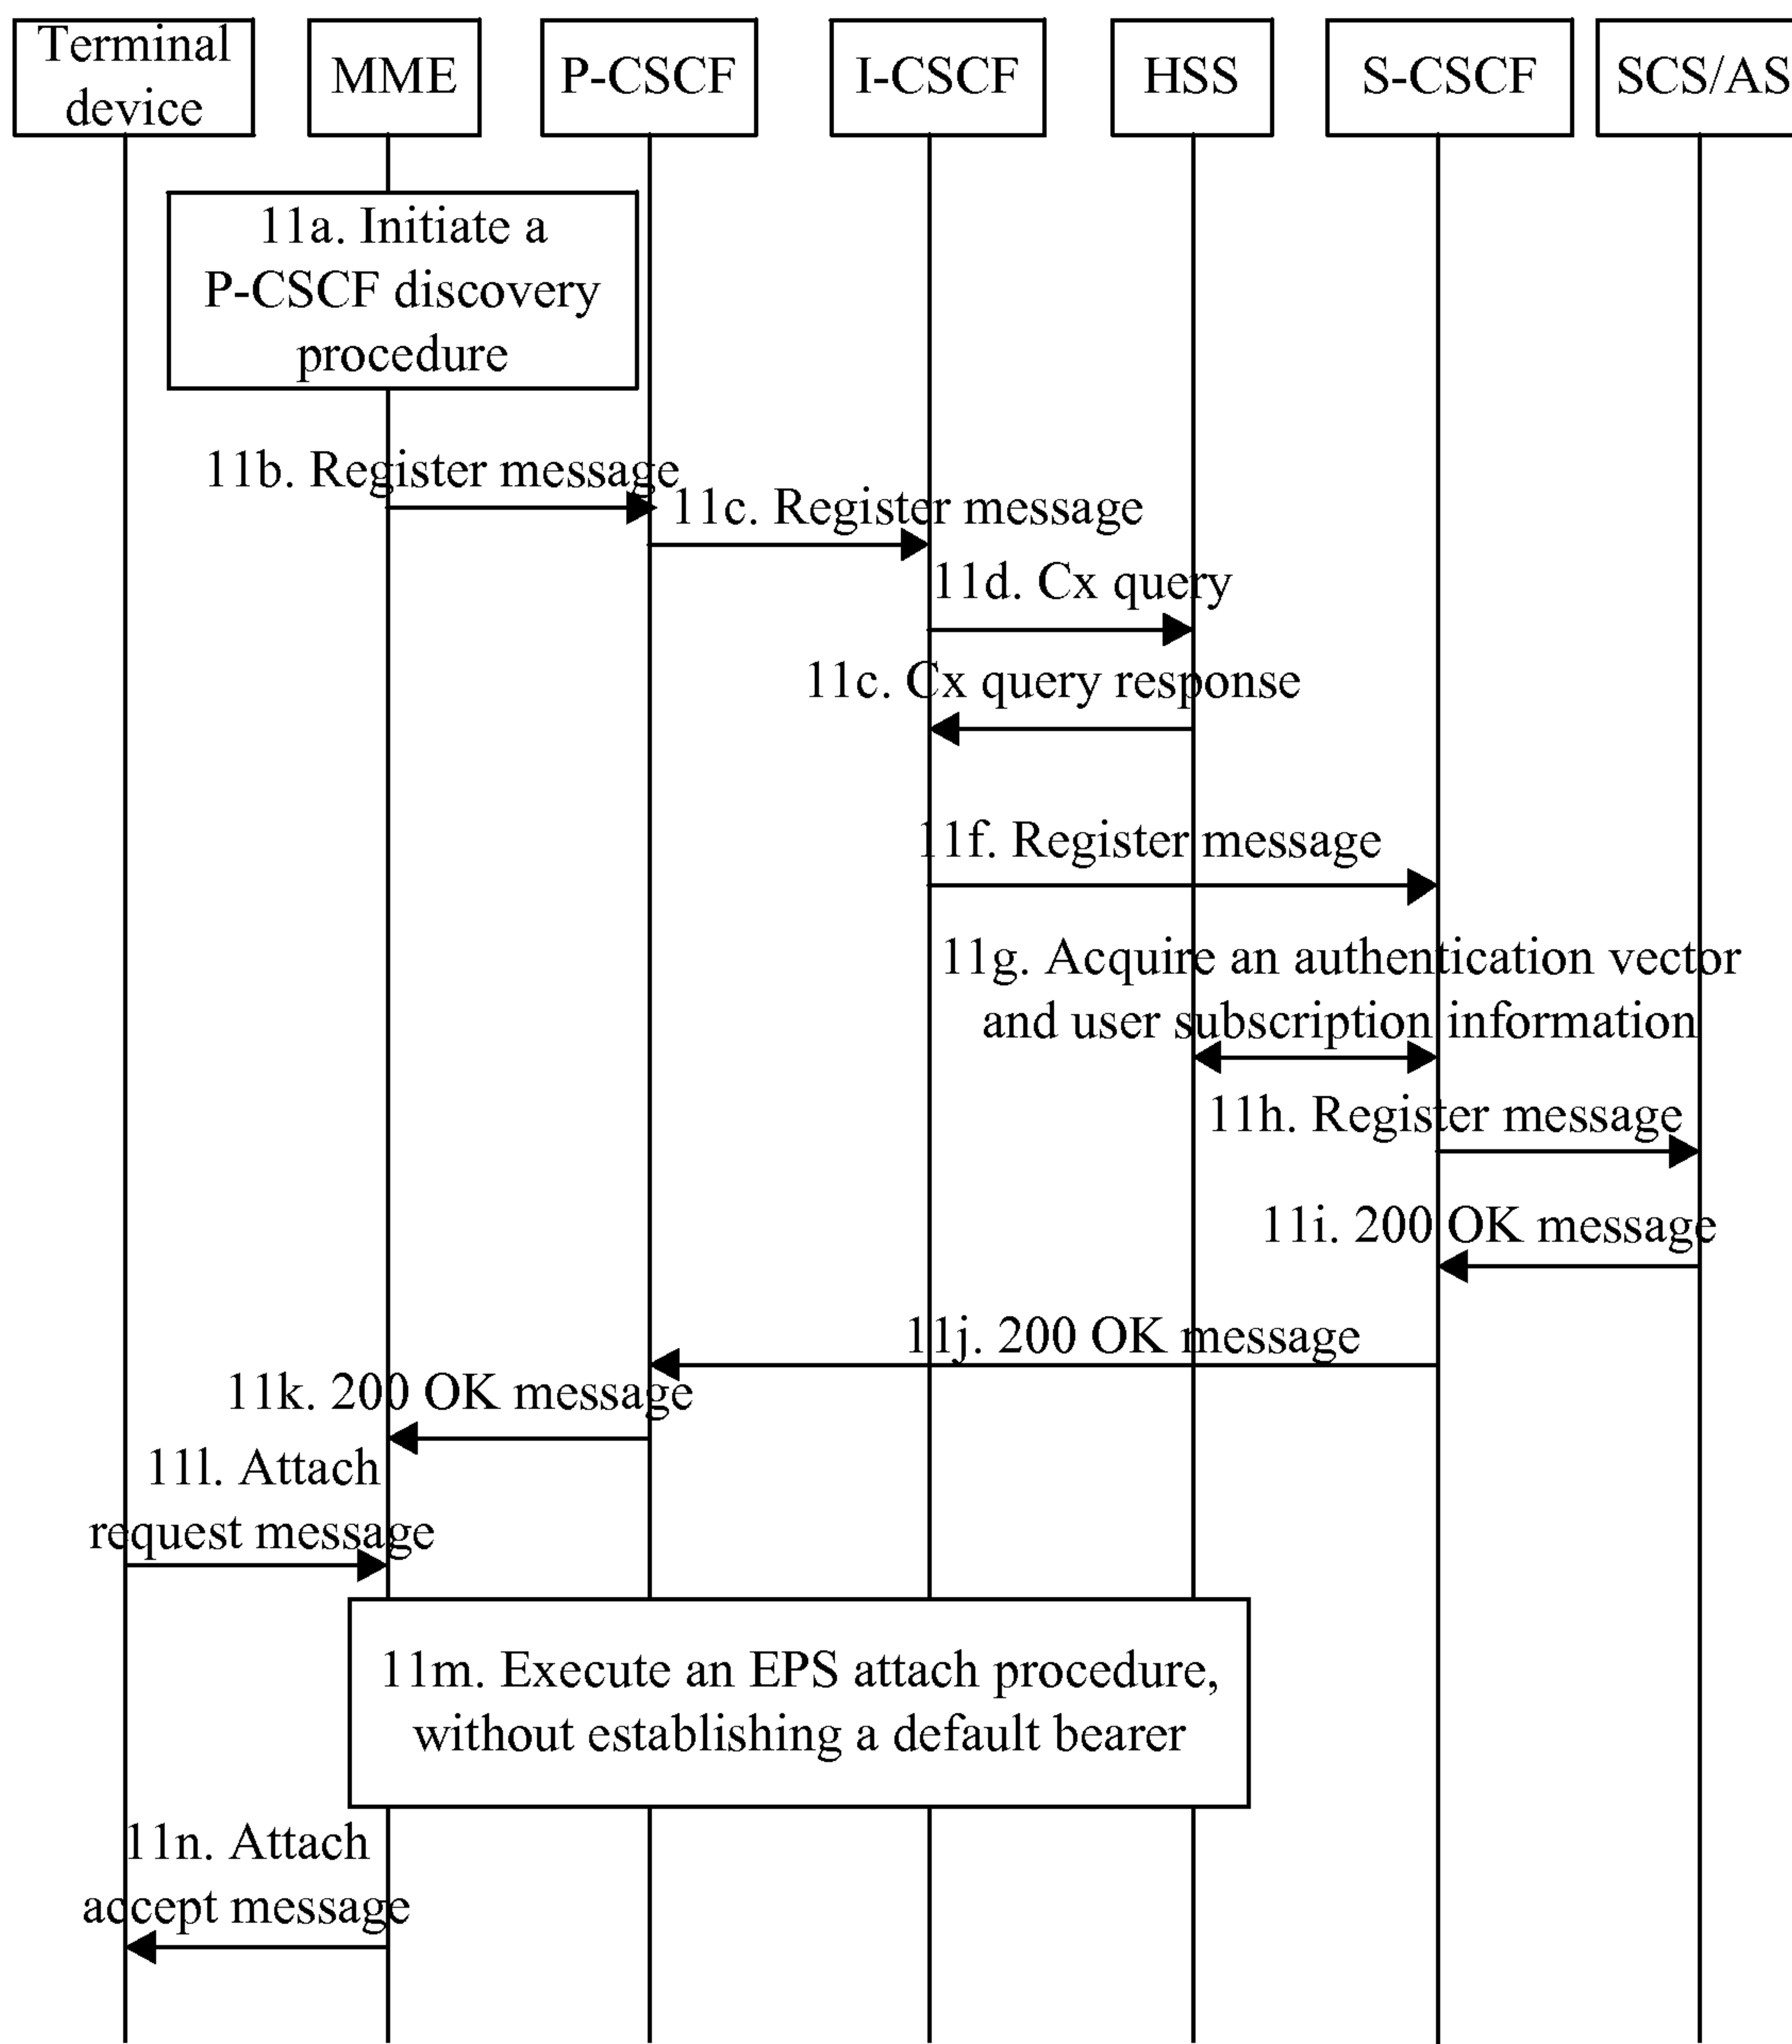 Terminal
device
MME
P-CSCF
I-CSCF
HSS
S-CSCF
SCS/AS
11a. Initiate a
P-CSCF discovery
procedure
11b. Register message
11c. Register message
11d. Cx query
11c. Cx query response
11f. Register message
11g. Acquire an authentication vector
and user subscription information
11h. Register message
11i. 200 OK message
11j. 200 OK message
11k. 200 OK message
11l. Attach
request message
11m. Execute an EPS attach procedure,
without establishing a default bearer
11n. Attach
accept message